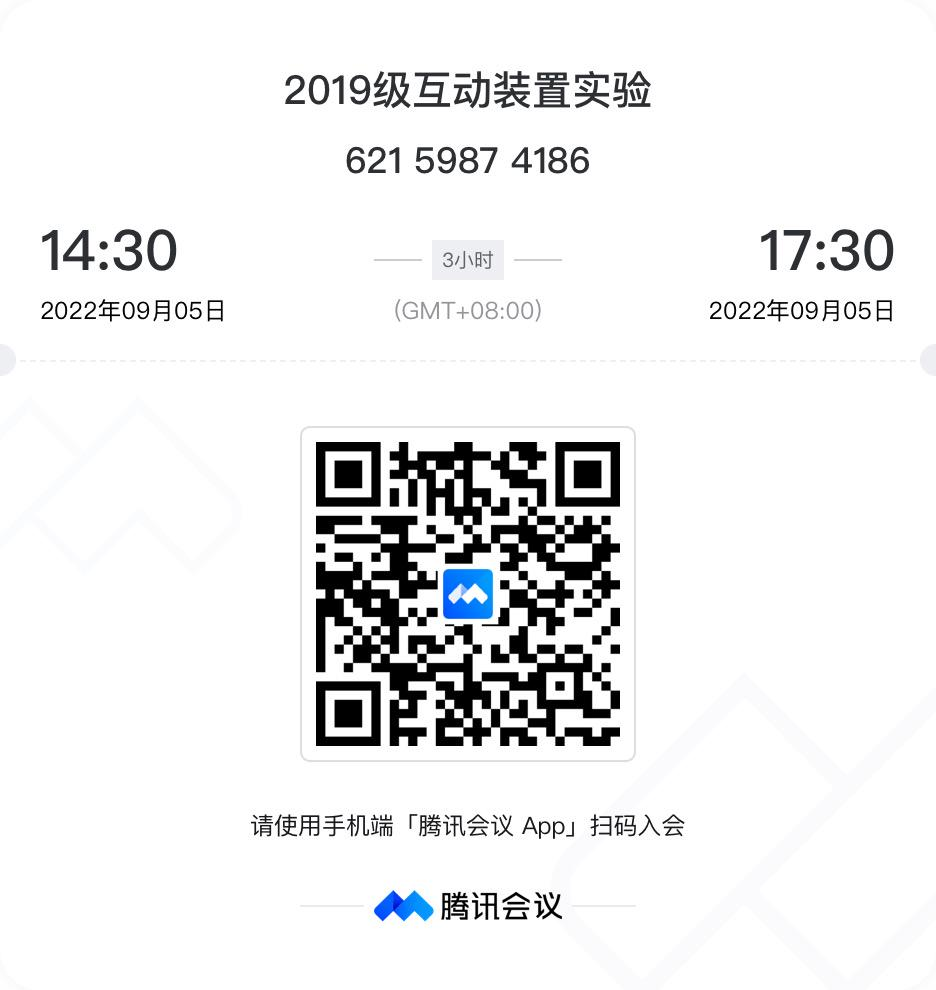 2019级互动装置实验
621 5987 4186
14:30
3小时
17:30
2022年09月05日
(GMT+08:00)
2022年09月05日
请使用手机端「腾讯会议 App」扫码入会
腾讯会议